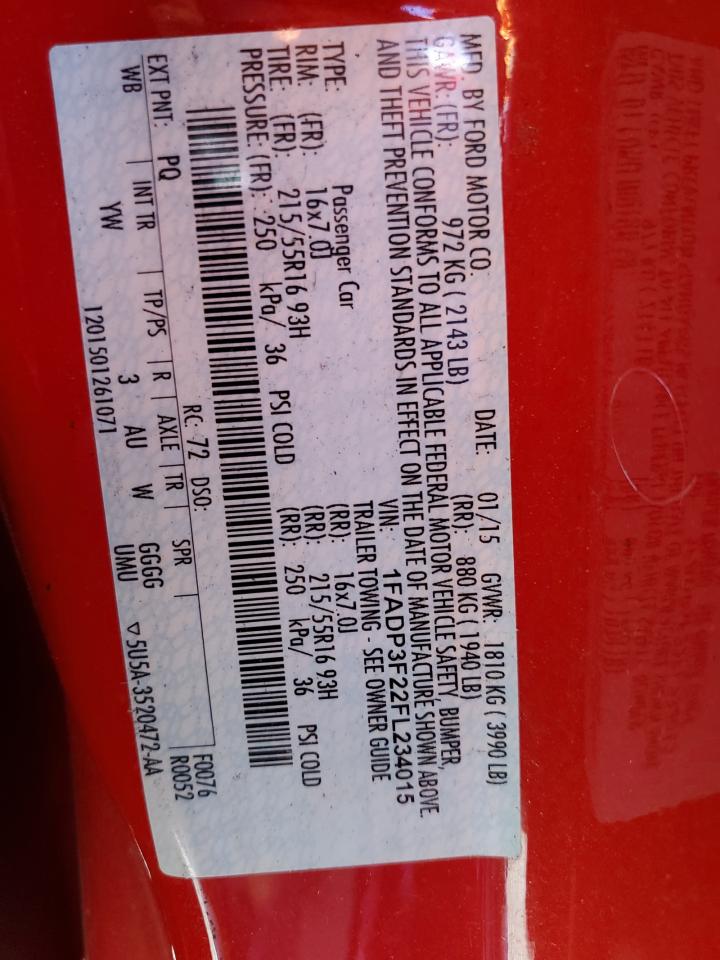 MFD. BY FORD MOTOR CO. DATE: 01/15 GVWR: 1810 KG ( 3990 LB)
GAWR: (FR): 972 KG ( 2143 LB) (RR): 880 KG ( 1940 LB)
THIS VEHICLE CONFORMS TO ALL APPLICABLE FEDERAL MOTOR VEHICLE SAFETY, BUMPER,
AND THEFT PREVENTION STANDARDS IN EFFECT ON THE DATE OF MANUFACTURE SHOWN ABOVE
VIN: 1FADP3F22FL234015
TYPE: Passenger Car TRAILER TOWING - SEE OWNER GUIDE
RIM: (FR): 16x7.0J (RR): 16x7.0J
TIRE: (FR): 215/55R16 93H (RR): 215/55R16 93H
PRESSURE: (FR): 250 kPa/ 36 PSI COLD (RR): 250 kPa/ 36 PSI COLD
EXT PNT: PQ RC: 72 DSO: F0076
WB INT TR TP/PS R AXLE TR SPR R0052
YW 3 AU W GGGG
UMU
1201501261071 ▽5U5A-3520472-AA